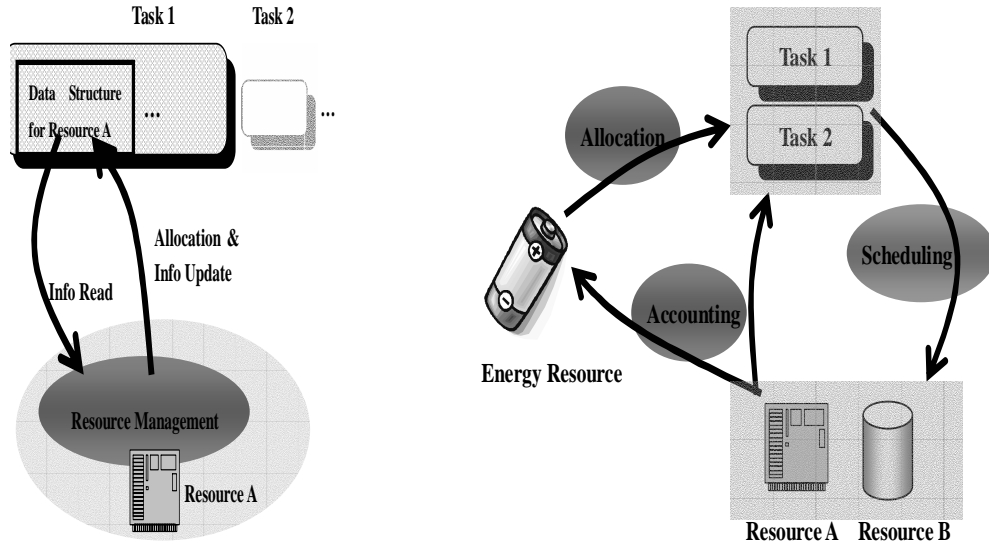 Task 1
Task 2
Data Structure
for Resource A
...
...
Allocation &
Info Update
Info Read
Resource Management
Resource A
Task 1
Task 2
Allocation
Scheduling
Accounting
Energy Resource
Resource A
Resource B